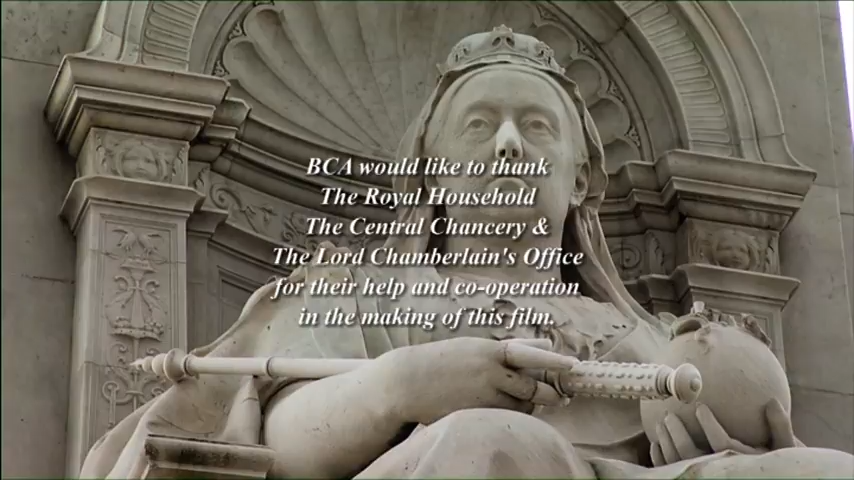 BCA would like to thank
The Royal Household
The Central Chancery &
The Lord Chamberlain's Office
for their help and co-operation
in the making of this film.